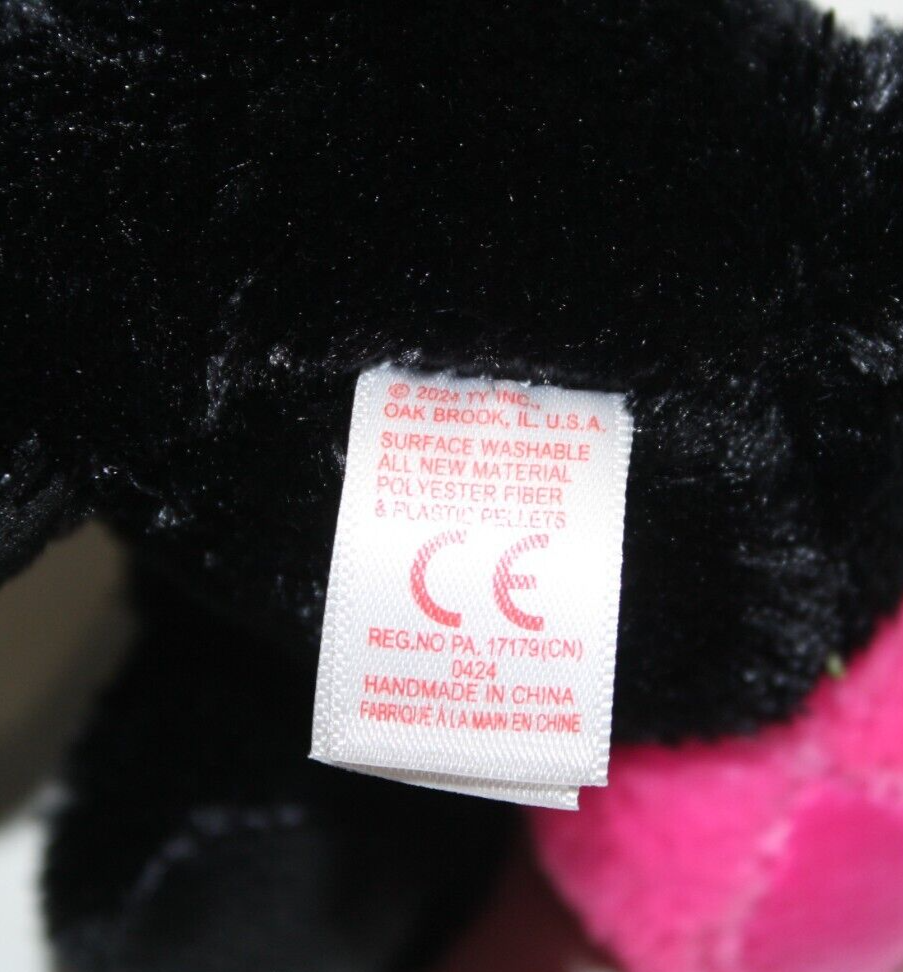 © 2024 TY INC.,
OAK BROOK, IL. U.S.A.
SURFACE WASHABLE
ALL NEW MATERIAL
POLYESTER FIBER
& PLASTIC PELLETS
CE
REG.NO PA. 17179(CN)
0424
HANDMADE IN CHINA
FABRIQUÉ À LA MAIN EN CHINE